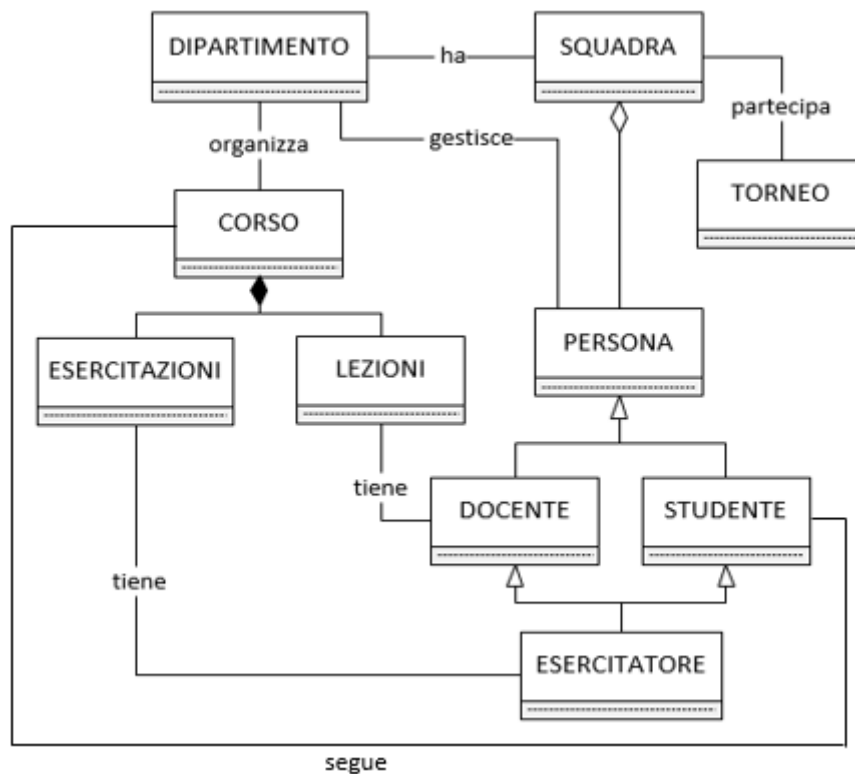 DIPARTIMENTO
ha
SQUADRA
partecipa
organizza
gestisce
TORNEO
CORSO
ESERCITAZIONI
LEZIONI
PERSONA
tiene
DOCENTE
STUDENTE
tiene
ESERCITATORE
segue